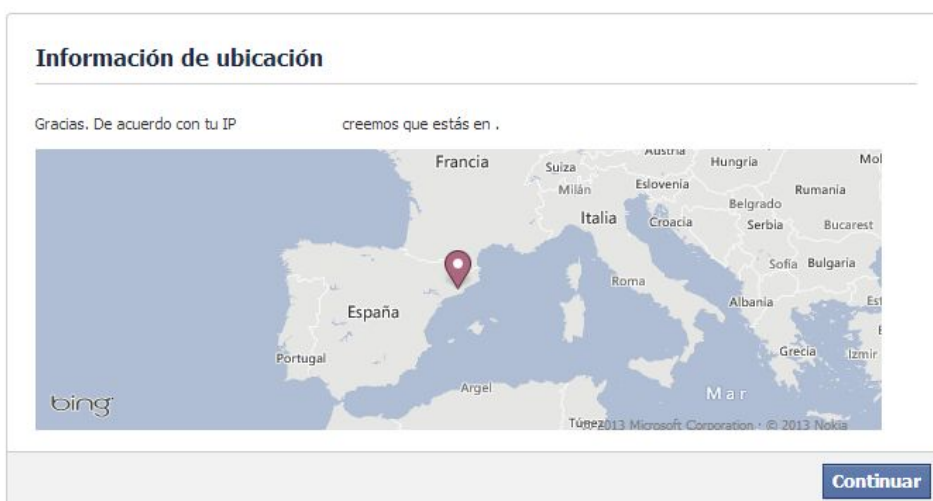 Información de ubicación
Gracias. De acuerdo con tu IP creemos que estás en .
Francia
Suiza
Austria
Hungría
Mol
Milán
Eslovenia
Rumania
Belgrado
Italia
Croacia
Serbia
Bucarest
Sofía
Bulgaria
Roma
España
Albania
Est
Portugal
Grecia
Izmir
Argel
Mar
bing
Túnez
2013 Microsoft Corporation · © 2013 Nokia
Continuar